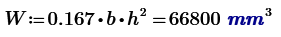 W:=0.167•b•h² = 66800 mm³